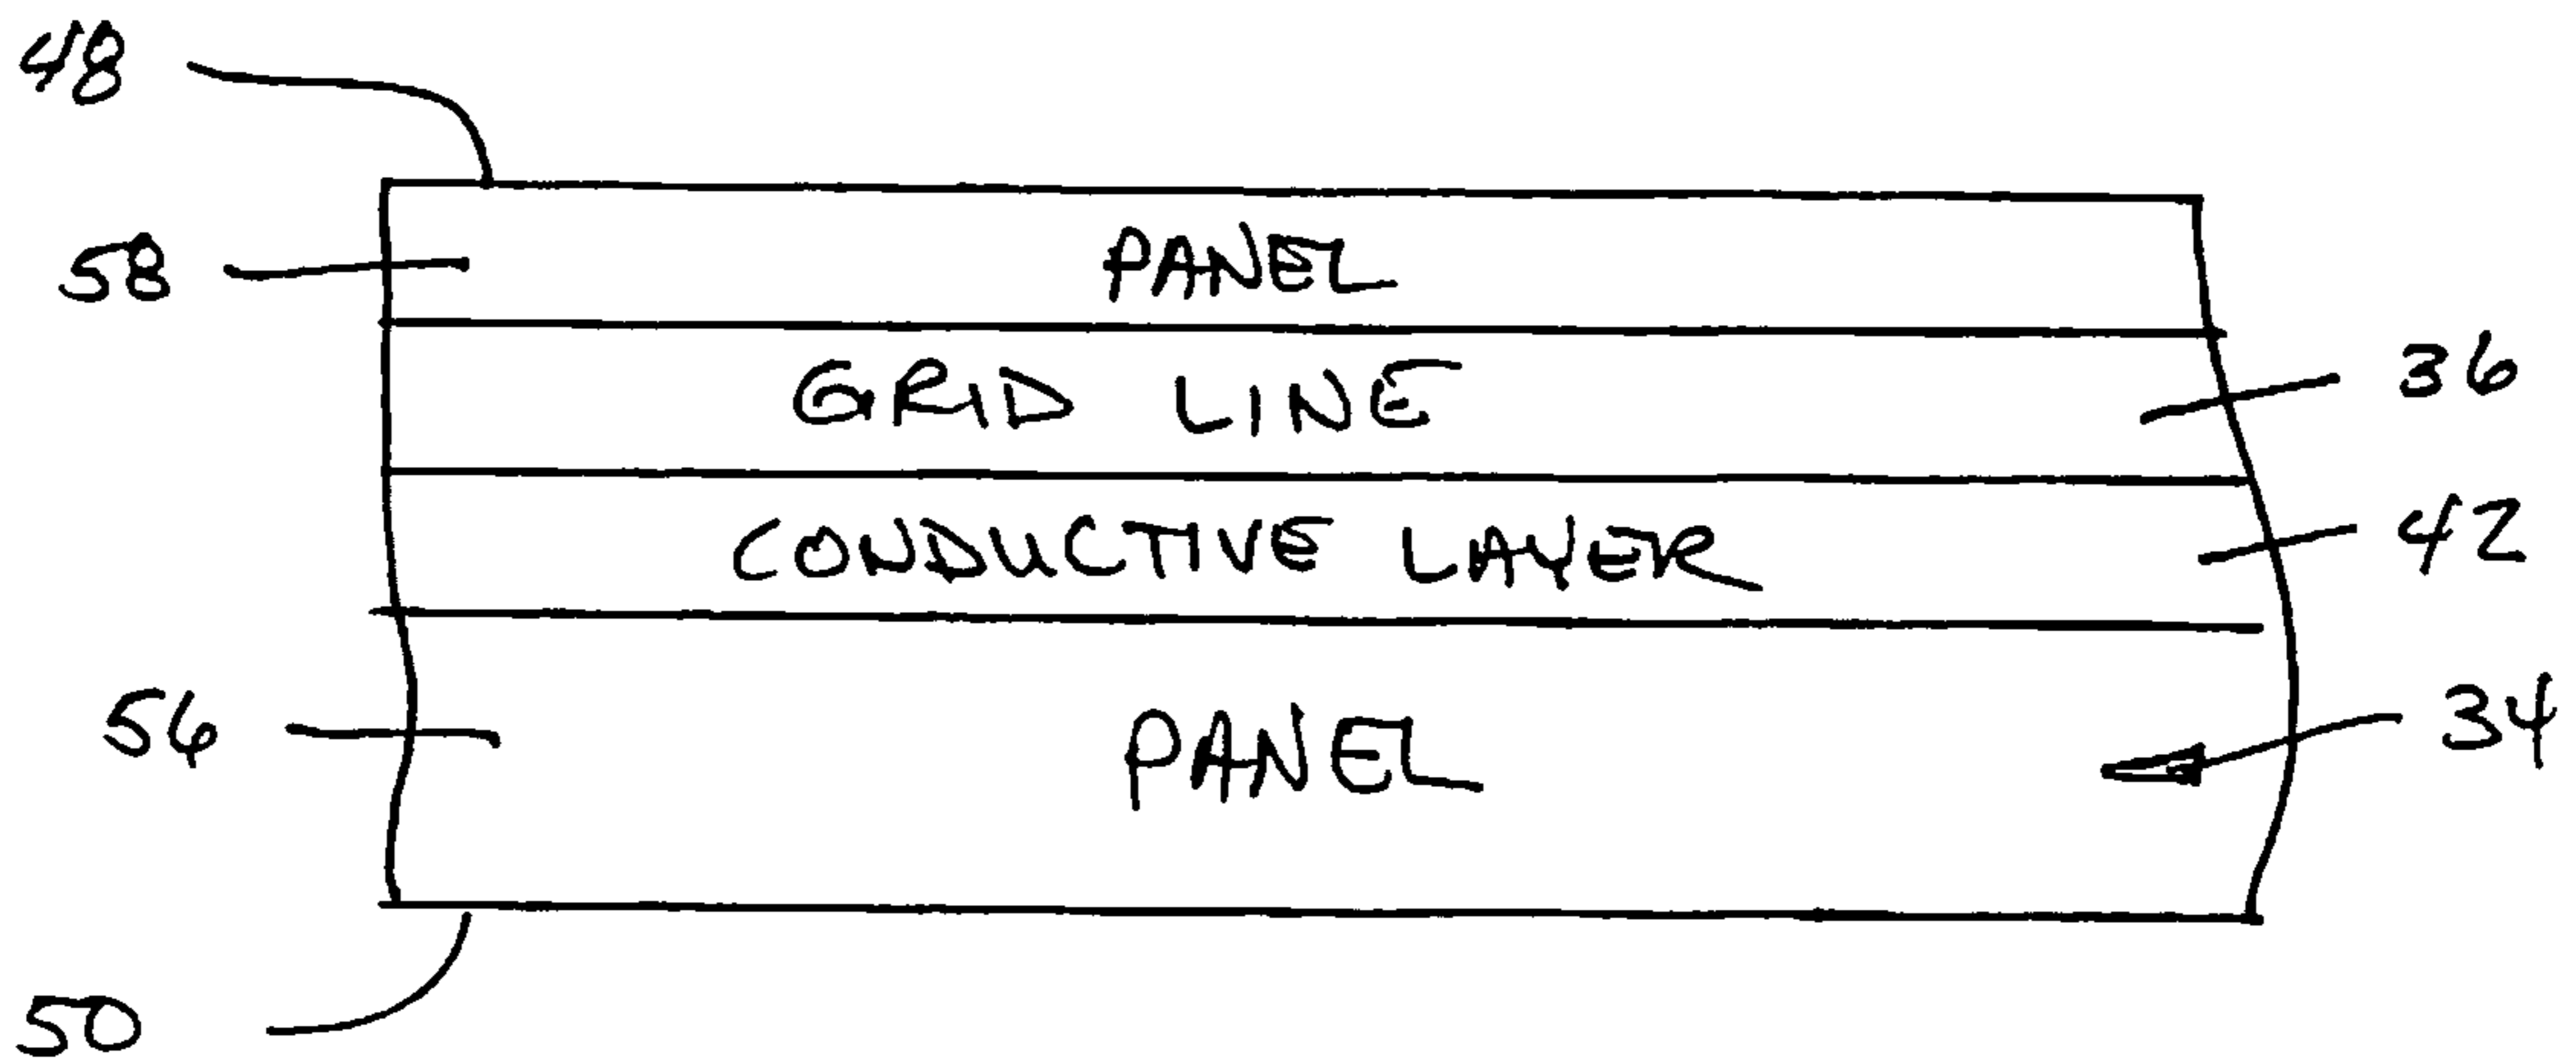 48
58 PANEL
GRID LINE 36
CONDUCTIVE LAYER 42
56 PANEL 34
50